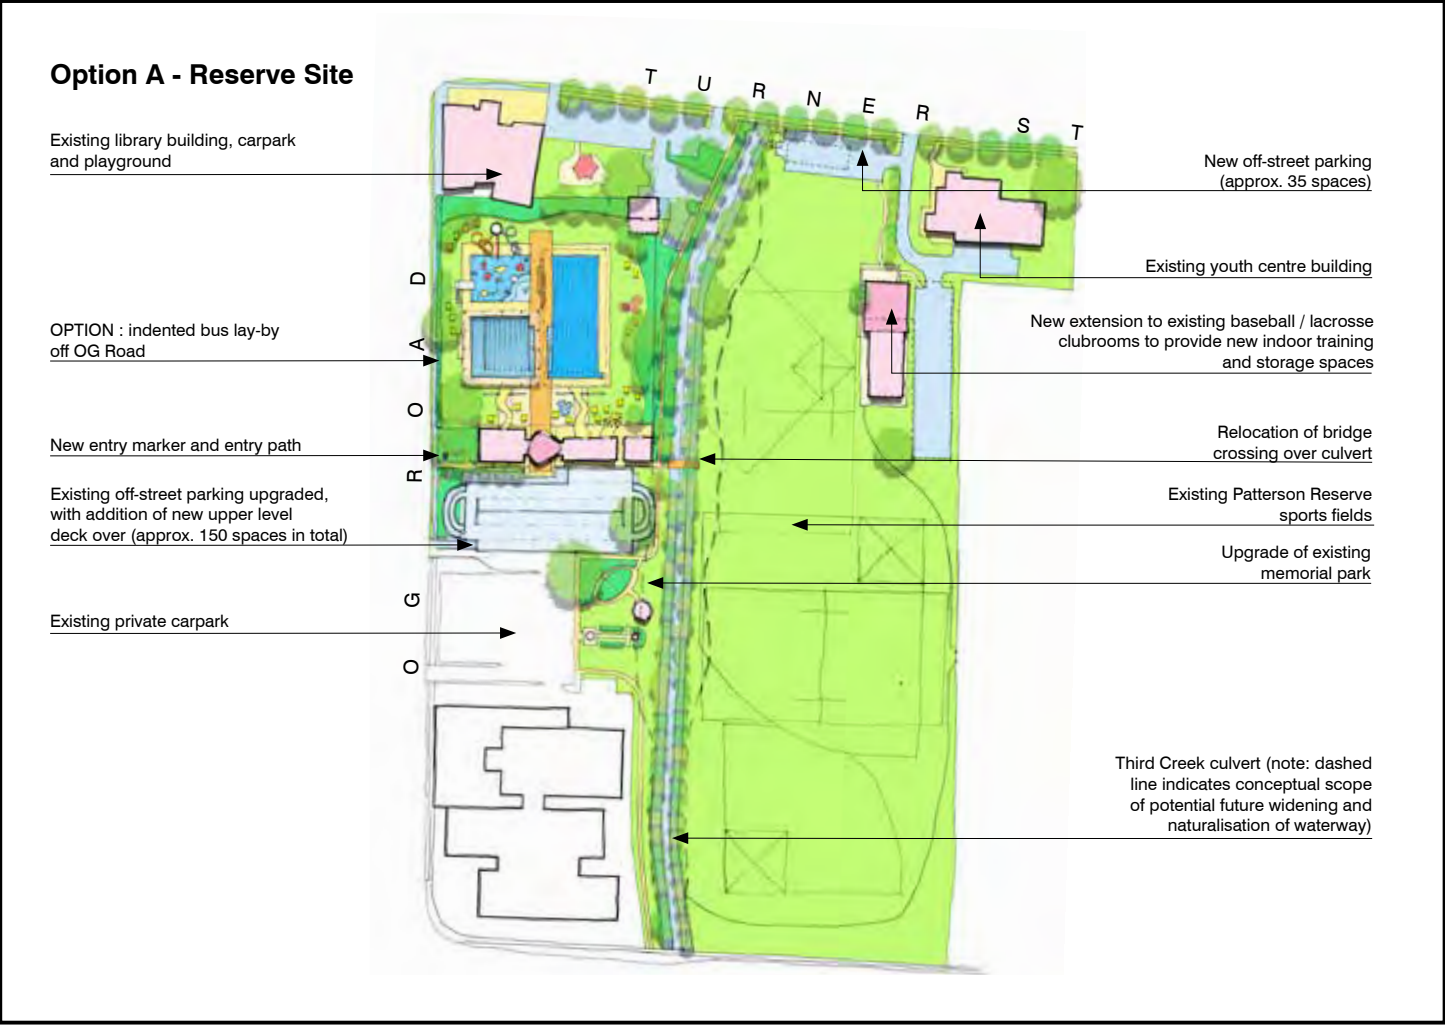 Option A - Reserve Site
TURNER ST
Existing library building, carpark
and playground
OPTION : indented bus lay-by
off OG Road
New entry marker and entry path
Existing off-street parking upgraded,
with addition of new upper level
deck over (approx. 150 spaces in total)
Existing private carpark
OG ROAD
New off-street parking
(approx. 35 spaces)
Existing youth centre building
New extension to existing baseball / lacrosse
clubrooms to provide new indoor training
and storage spaces
Relocation of bridge
crossing over culvert
Existing Patterson Reserve
sports fields
Upgrade of existing
memorial park
Third Creek culvert (note: dashed
line indicates conceptual scope
of potential future widening and
naturalisation of waterway)